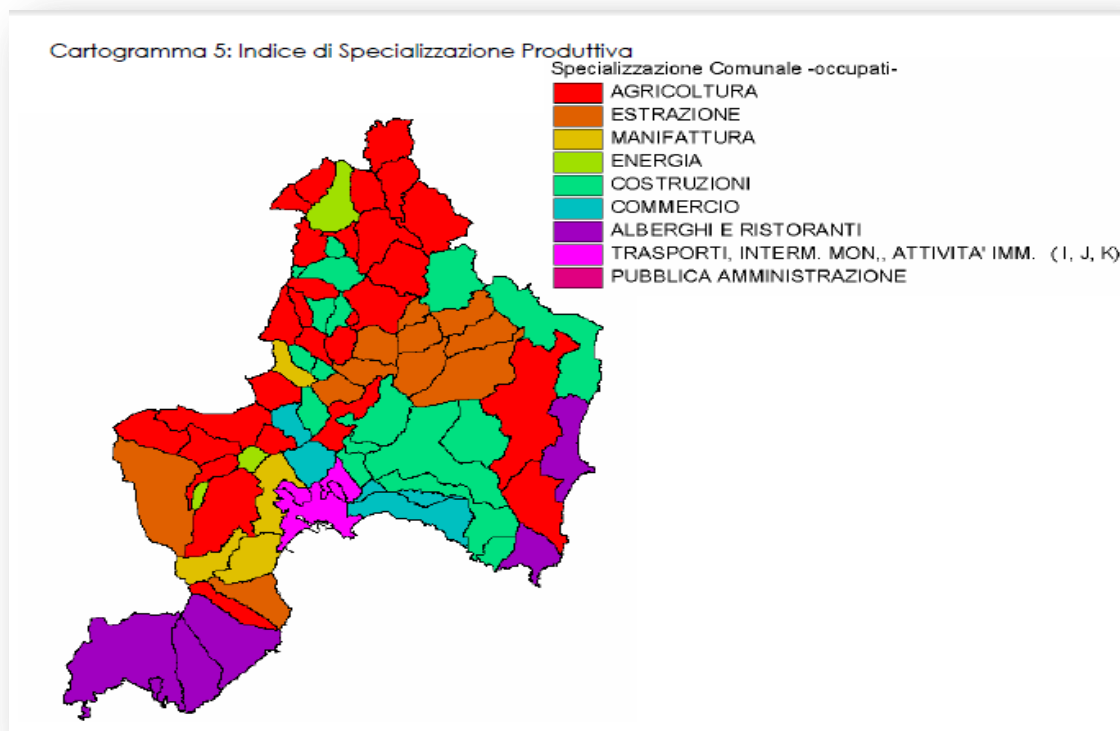 Cartogramma 5: Indice di Specializzazione Produttiva
Specializzazione Comunale -occupati-
AGRICOLTURA
ESTRAZIONE
MANIFATTURA
ENERGIA
COSTRUZIONI
COMMERCIO
ALBERGHI E RISTORANTI
TRASPORTI, INTERM. MON,, ATTIVITA' IMM. ( I, J, K)
PUBBLICA AMMINISTRAZIONE